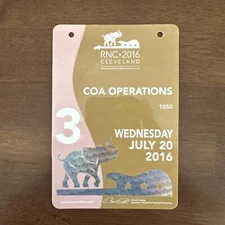 RNC•2016
CLEVELAND
COA OPERATIONS
1050
3
WEDNESDAY
JULY 20
2016